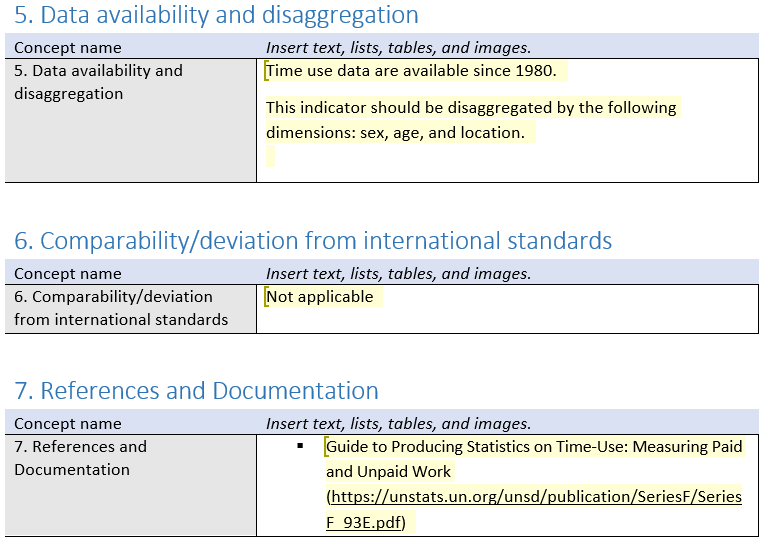 5. Data availability and disaggregation
Concept name Insert text, lists, tables, and images.
5. Data availability and
disaggregation
Time use data are available since 1980.
This indicator should be disaggregated by the following
dimensions: sex, age, and location.
6. Comparability/deviation from international standards
Concept name Insert text, lists, tables, and images.
6. Comparability/deviation
from international standards
Not applicable
7. References and Documentation
Concept name Insert text, lists, tables, and images.
7. References and
Documentation
▪ Guide to Producing Statistics on Time-Use: Measuring Paid
and Unpaid Work
(https://unstats.un.org/unsd/publication/SeriesF/Series
F_93E.pdf)